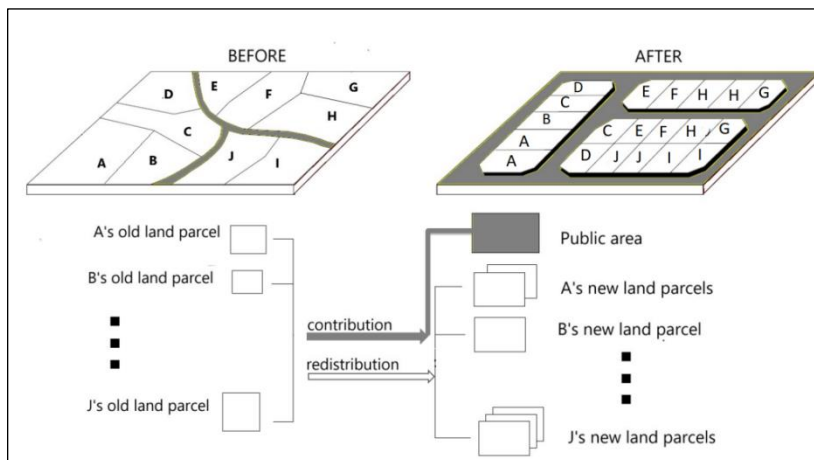 BEFORE
AFTER
D
E
F
G
H
C
A
B
J
I
D
C
B
A
A
E F H H G
C E F H G
D J J I I
A's old land parcel
B's old land parcel
J's old land parcel
contribution
redistribution
Public area
A's new land parcels
B's new land parcel
J's new land parcels